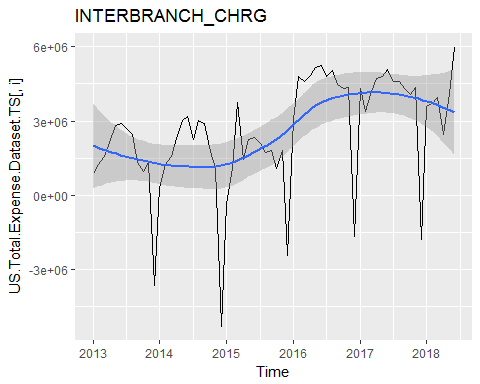 INTERBRANCH_CHRG
US.Total.Expense.Dataset.TS[, i]
6e+06
3e+06
0e+00
-3e+06
2013 2014 2015 2016 2017 2018
Time